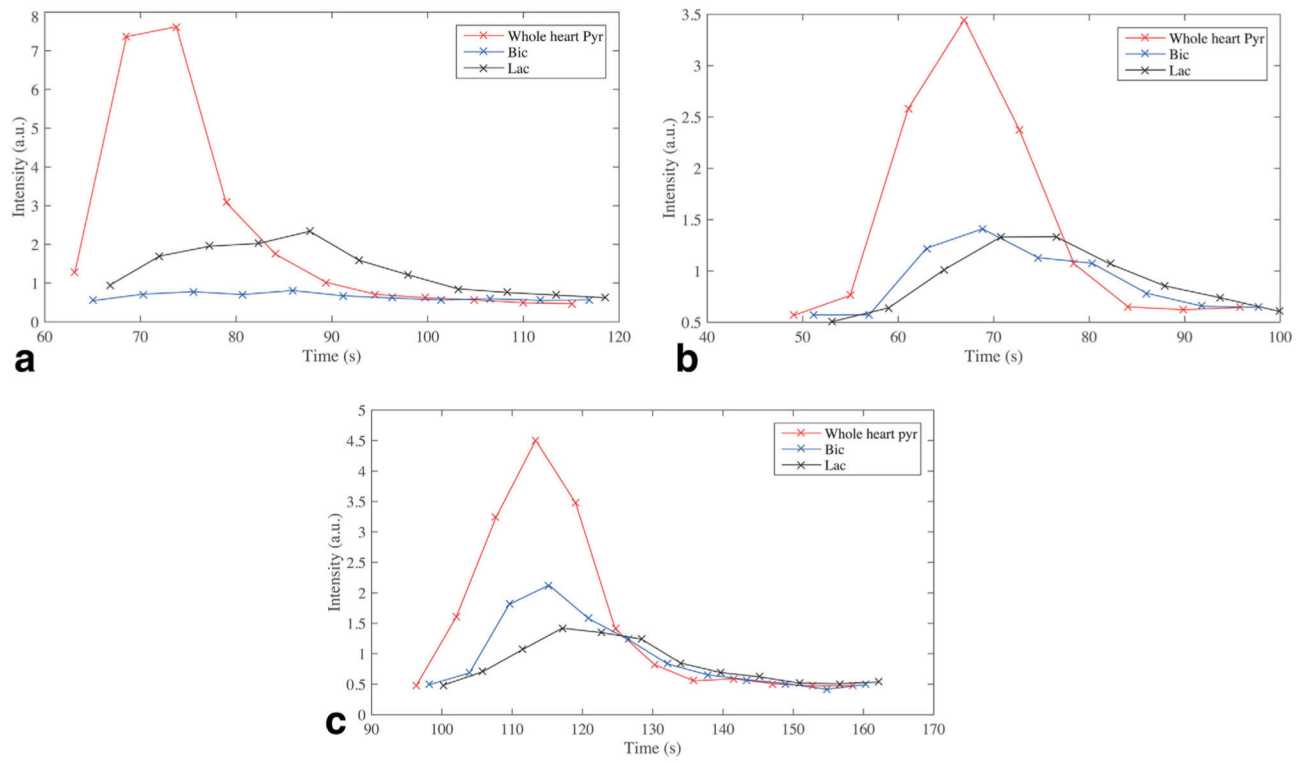 8
7
6
5
4
3
2
1
0
Intensity (a.u.)
60 70 80 90 100 110 120
Time (s)
Whole heart Pyr
Bic
Lac
a
3.5
3
2.5
2
1.5
1
0.5
Intensity (a.u.)
40 50 60 70 80 90 100
Time (s)
Whole heart Pyr
Bic
Lac
b
5
4.5
4
3.5
3
2.5
2
1.5
1
0.5
0
Intensity (a.u.)
90 100 110 120 130 140 150 160 170
Time (s)
Whole heart pyr
Bic
Lac
c